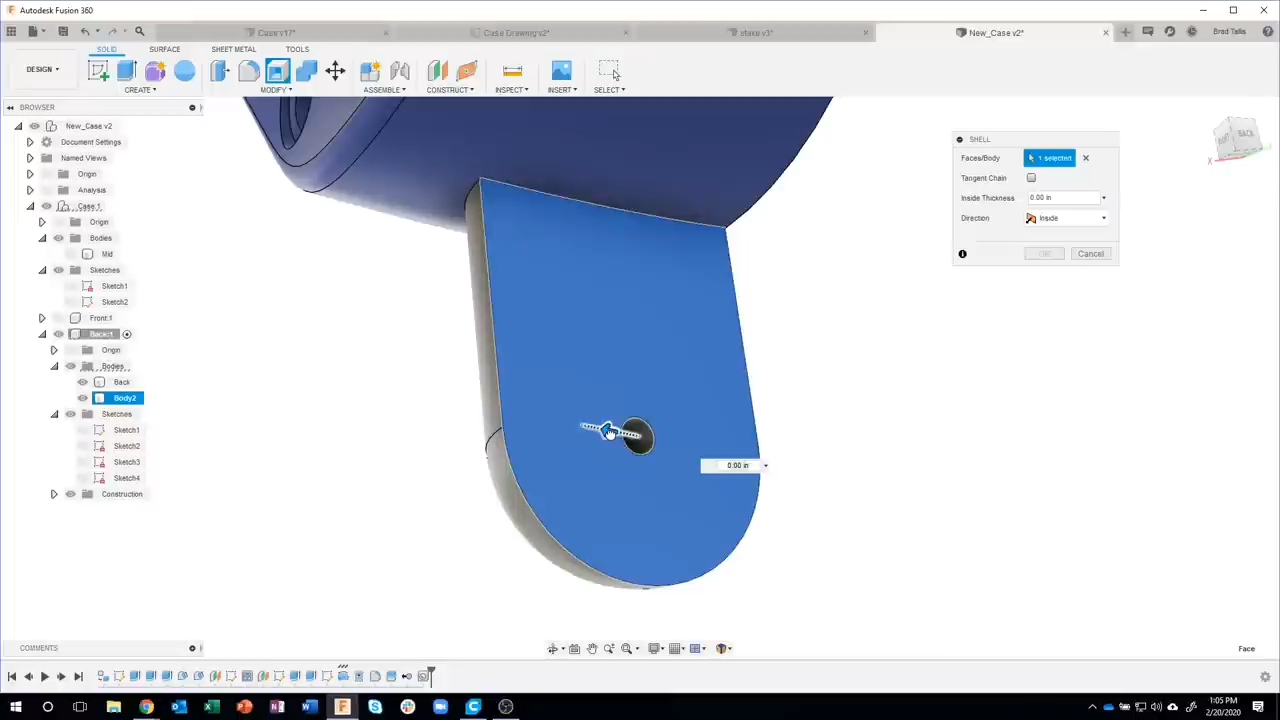 Autodesk Fusion 360
Case v17*
Case Drawing v2*
stake v3*
New_Case v2*
Brad Tallis
DESIGN
SOLID
SURFACE
SHEET METAL
TOOLS
CREATE
MODIFY
ASSEMBLE
CONSTRUCT
INSPECT
INSERT
SELECT
BROWSER
New_Case v2
Document Settings
Named Views
Origin
Analysis
Case:1
Origin
Bodies
Mid
Sketches
Sketch1
Sketch2
Front:1
Back:1
Origin
Bodies
Back
Body2
Sketches
Sketch1
Sketch2
Sketch3
Sketch4
Construction
SHELL
Faces/Body
1 selected
Tangent Chain
Inside Thickness
0.00 in
Direction
Inside
OK
Cancel
BACK
X
0.00 in
COMMENTS
Face
1:05 PM
2/20/2020